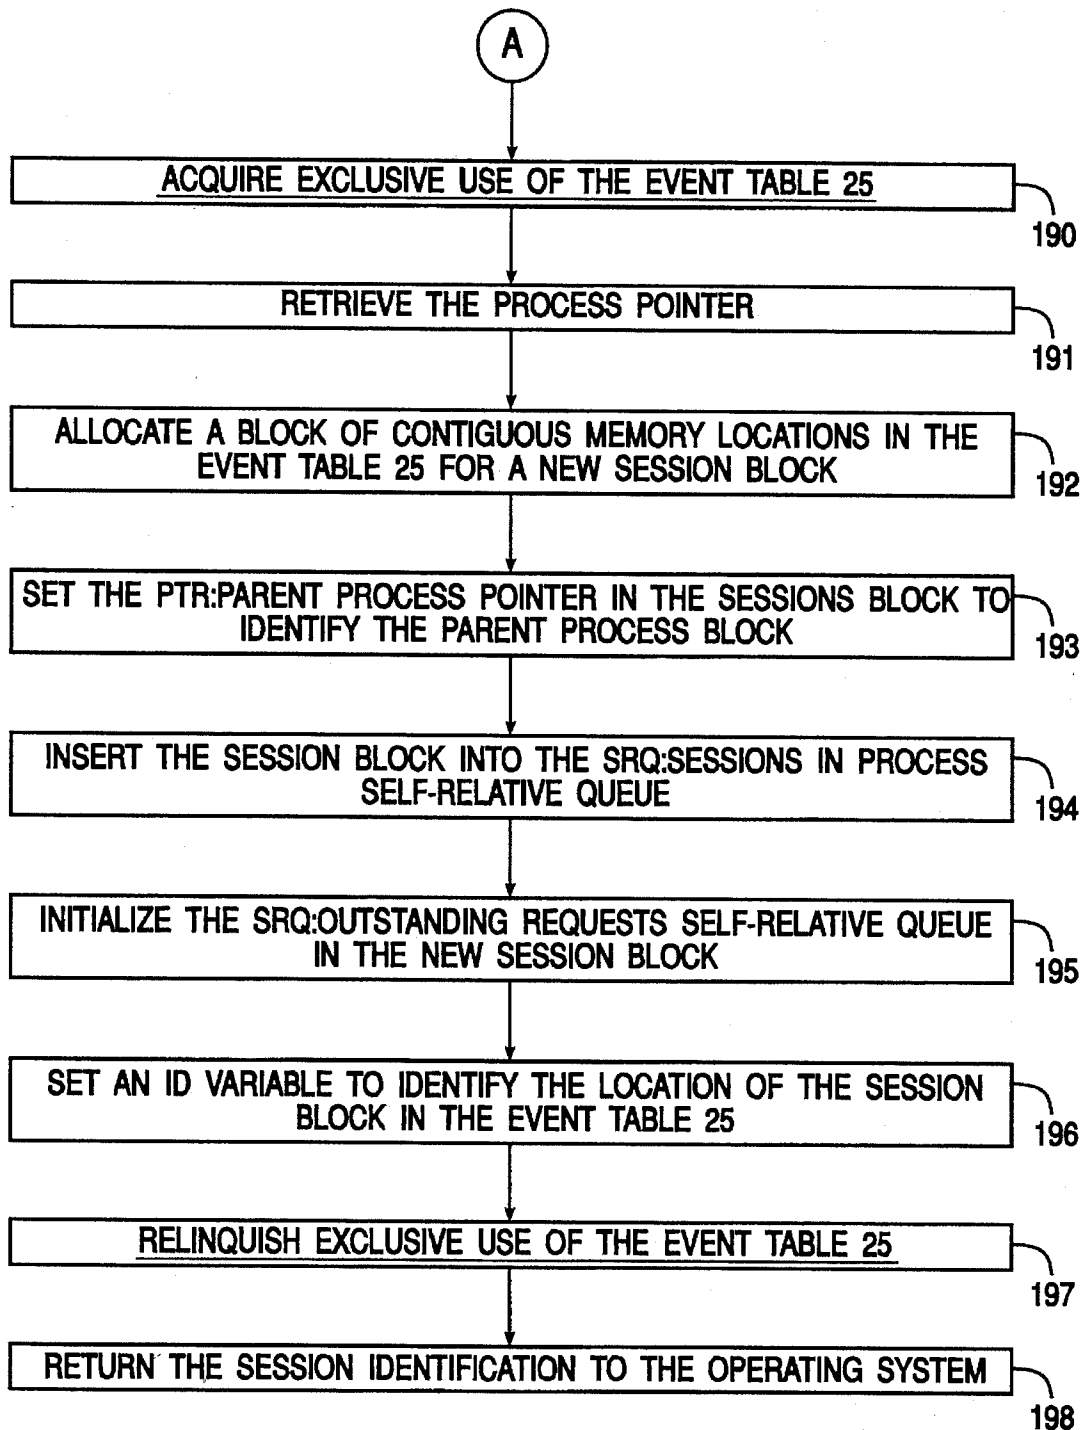 A
ACQUIRE EXCLUSIVE USE OF THE EVENT TABLE 25
190
RETRIEVE THE PROCESS POINTER
191
ALLOCATE A BLOCK OF CONTIGUOUS MEMORY LOCATIONS IN THE
EVENT TABLE 25 FOR A NEW SESSION BLOCK
192
SET THE PTR:PARENT PROCESS POINTER IN THE SESSIONS BLOCK TO
IDENTIFY THE PARENT PROCESS BLOCK
193
INSERT THE SESSION BLOCK INTO THE SRQ:SESSIONS IN PROCESS
SELF-RELATIVE QUEUE
194
INITIALIZE THE SRQ:OUTSTANDING REQUESTS SELF-RELATIVE QUEUE
IN THE NEW SESSION BLOCK
195
SET AN ID VARIABLE TO IDENTIFY THE LOCATION OF THE SESSION
BLOCK IN THE EVENT TABLE 25
196
RELINQUISH EXCLUSIVE USE OF THE EVENT TABLE 25
197
RETURN THE SESSION IDENTIFICATION TO THE OPERATING SYSTEM
198